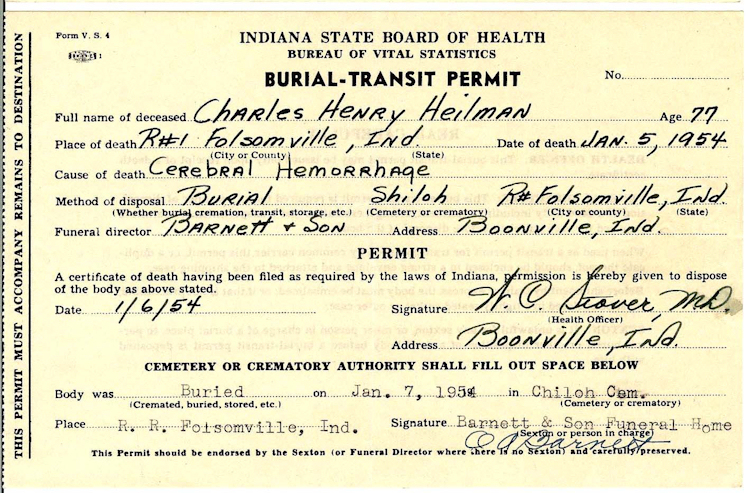 THIS PERMIT MUST ACCOMPANY REMAINS TO DESTINATION
Form V. S. 4
INDIANA STATE BOARD OF HEALTH
BUREAU OF VITAL STATISTICS
BURIAL-TRANSIT PERMIT
No.
Full name of deceased Charles Henry Heilman Age 77
Place of death R#1 Folsomville, Ind. Date of death Jan. 5, 1954
(City or County) (State)
Cause of death Cerebral Hemorrhage
Method of disposal Burial Shiloh R# Folsomville, Ind.
(Whether burial, cremation, transit, storage, etc.) (Cemetery or crematory) (City or county) (State)
Funeral director Barnett & Son Address Boonville, Ind.
PERMIT
A certificate of death having been filed as required by the laws of Indiana, permission is hereby given to dispose
of the body as above stated.
Date 1/6/54 Signature W. C. Stover, M.D.
(Health Officer)
Address Boonville, Ind.
CEMETERY OR CREMATORY AUTHORITY SHALL FILL OUT SPACE BELOW
Body was Buried on Jan. 7, 1954 in Chiloh Cem.
(Cremated, buried, stored, etc.) (Cemetery or crematory)
Place R. R. Folsomville, Ind. Signature Barnett & Son Funeral Home
(Sexton or person in charge)
Barnett
This Permit should be endorsed by the Sexton (or Funeral Director where there is no Sexton) and carefully preserved.